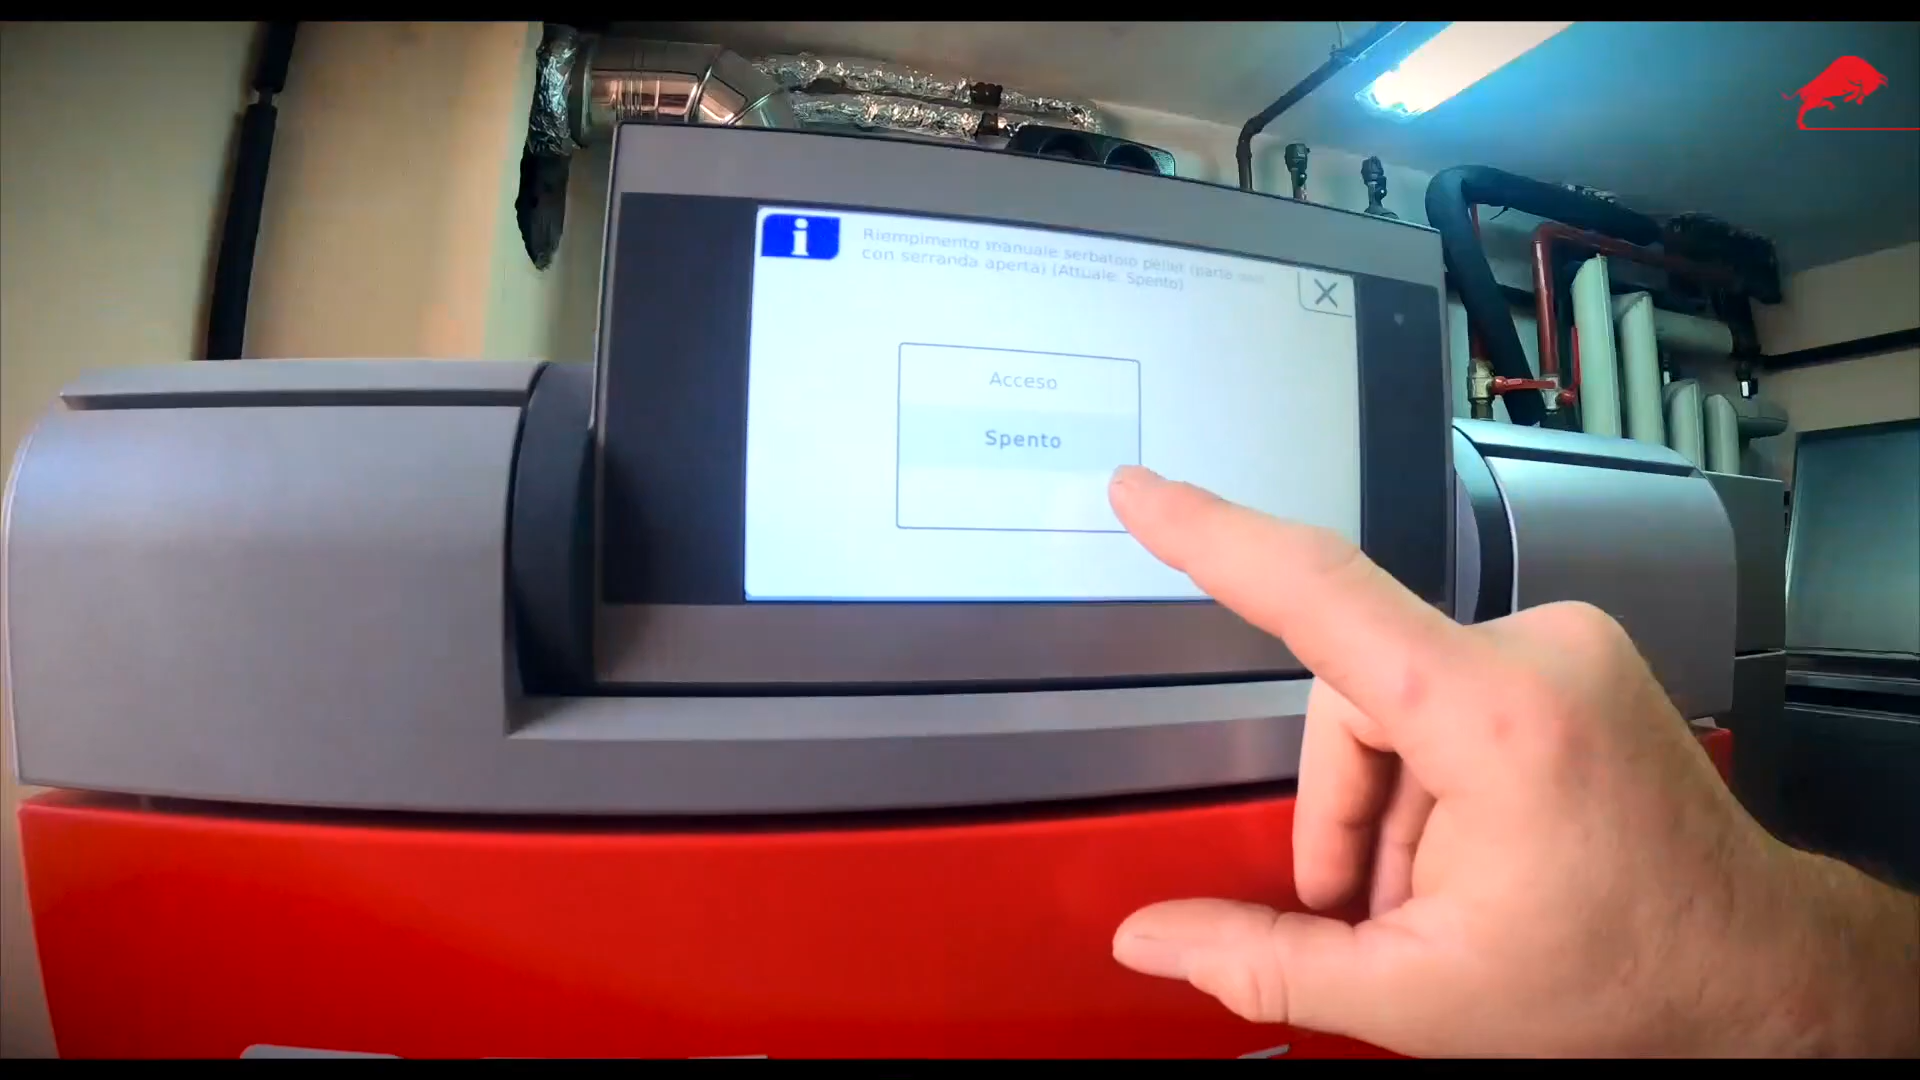 Riempimento manuale serbatoio pellet (parte
con serranda aperta) (Attuale: Spento)
Acceso
Spento